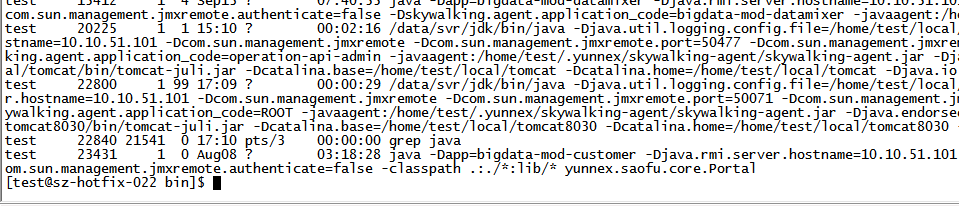 test     15412     1  4 Sep15 ?        07:40:55 java -Dapp=bigdata-mod-datamixer -Djava.rmi.server.hostname=10.10.51.10
com.sun.management.jmxremote.authenticate=false -Dskywalking.agent.application_code=bigdata-mod-datamixer -javaagent:/h
test     20225     1  1 15:10 ?        00:02:16 /data/svr/jdk/bin/java -Djava.util.logging.config.file=/home/test/local
stname=10.10.51.101 -Dcom.sun.management.jmxremote -Dcom.sun.management.jmxremote.port=50477 -Dcom.sun.management.jmxre
king.agent.application_code=operation-api-admin -javaagent:/home/test/.yunnex/skywalking-agent/skywalking-agent.jar -Dj
al/tomcat/bin/tomcat-juli.jar -Dcatalina.base=/home/test/local/tomcat -Dcatalina.home=/home/test/local/tomcat -Djava.io
test     22800     1 99 17:09 ?        00:00:29 /data/svr/jdk/bin/java -Djava.util.logging.config.file=/home/test/local
r.hostname=10.10.51.101 -Dcom.sun.management.jmxremote -Dcom.sun.management.jmxremote.port=50071 -Dcom.sun.management.j
ywalking.agent.application_code=ROOT -javaagent:/home/test/.yunnex/skywalking-agent/skywalking-agent.jar -Djava.endorse
tomcat8030/bin/tomcat-juli.jar -Dcatalina.base=/home/test/local/tomcat8030 -Dcatalina.home=/home/test/local/tomcat8030 -
test     22840 21541  0 17:10 pts/3    00:00:00 grep java
test     23431     1  0 Aug08 ?        03:18:28 java -Dapp=bigdata-mod-customer -Djava.rmi.server.hostname=10.10.51.101
om.sun.management.jmxremote.authenticate=false -classpath .:./*:lib/* yunnex.saofu.core.Portal
[test@sz-hotfix-022 bin]$